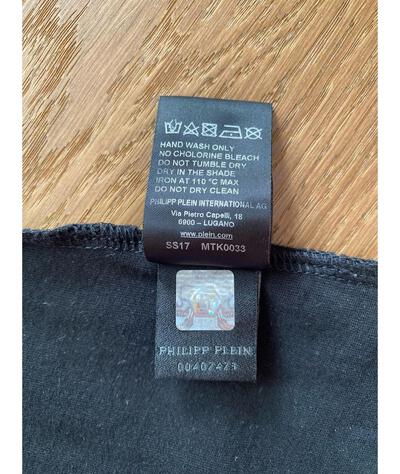 HAND WASH ONLY
NO CHOLORINE BLEACH
DO NOT TUMBLE DRY
DRY IN THE SHADE
IRON AT 110 °C MAX
DO NOT DRY CLEAN
PHILIPP PLEIN INTERNATIONAL AG
Via Pietro Capelli, 18
6900 – LUGANO
www.plein.com
SS17 MTK0033
PHILIPP PLEIN